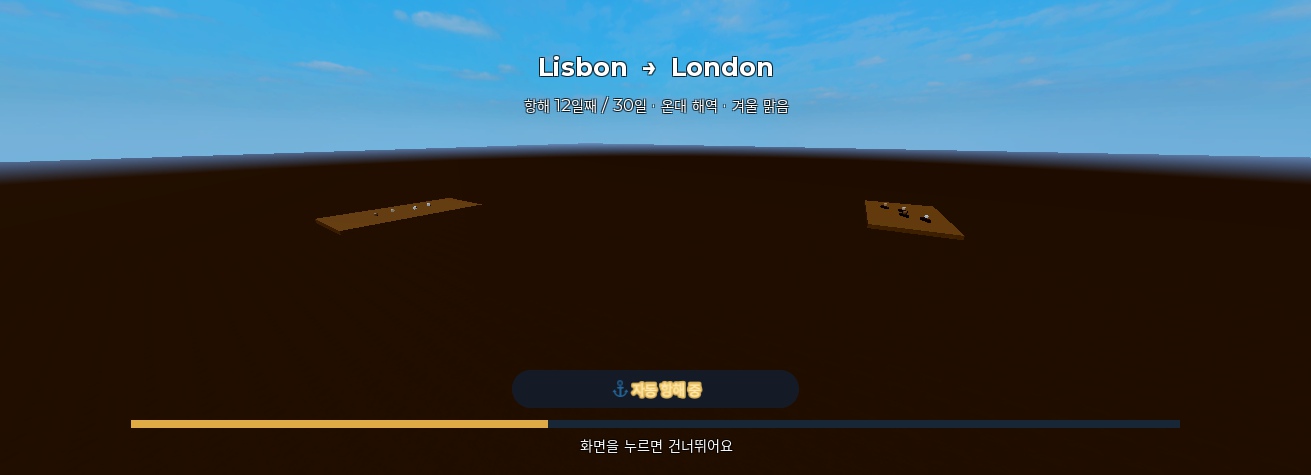 Lisbon → London
항해 12일째 / 30일 · 온대 해역 · 겨울 맑음
⚓ 자동 항해 중
화면을 누르면 건너뛰어요